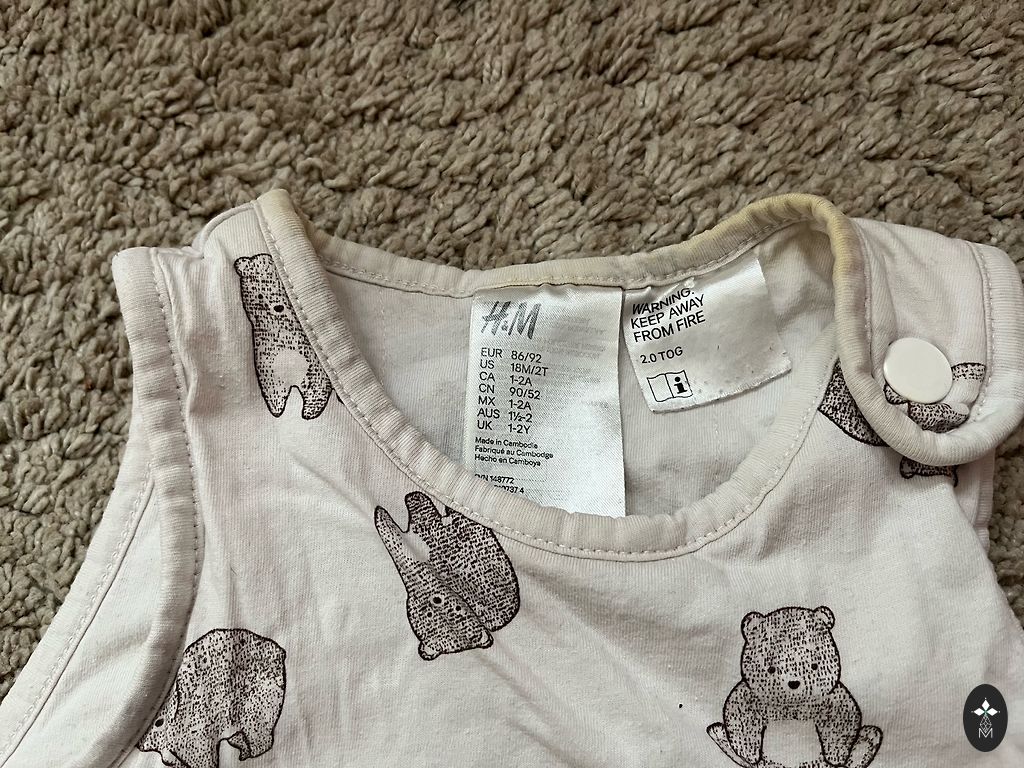 H&M
EUR 86/92
US 18M/2T
CA 1-2A
CN 90/52
MX 1-2A
AUS 1½-2
UK 1-2Y
Made in Cambodia
Fabriqué au Cambodge
Hecho en Camboya
148772
WARNING:
KEEP AWAY
FROM FIRE
2.0 TOG
i
M